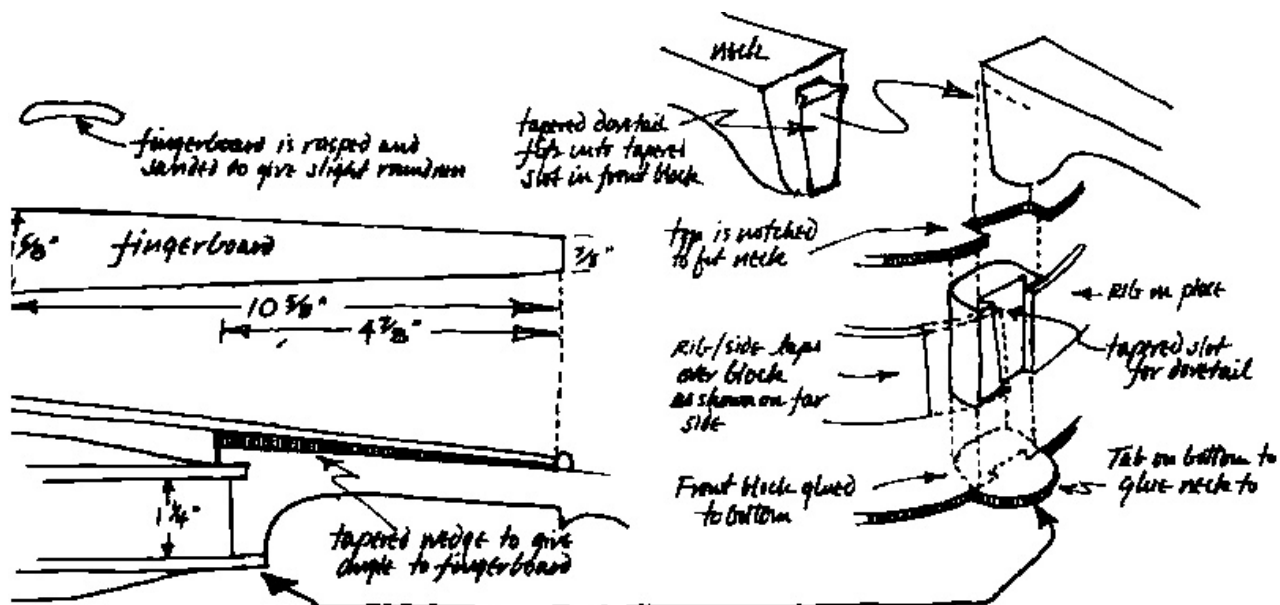 neck
fingerboard is rasped and
sanded to give slight roundness
tapered dovetail
fits into tapered
slot in front block
fingerboard
5/8"
7/8"
10 5/8"
4 7/8"
top is notched
to fit neck
Rib in place
Rib/side laps
over block
as shown on far
side
tapered slot
for dovetail
1 1/4"
tapered wedge to give
angle to fingerboard
Front block glued
to bottom
Tab on bottom to
glue neck to